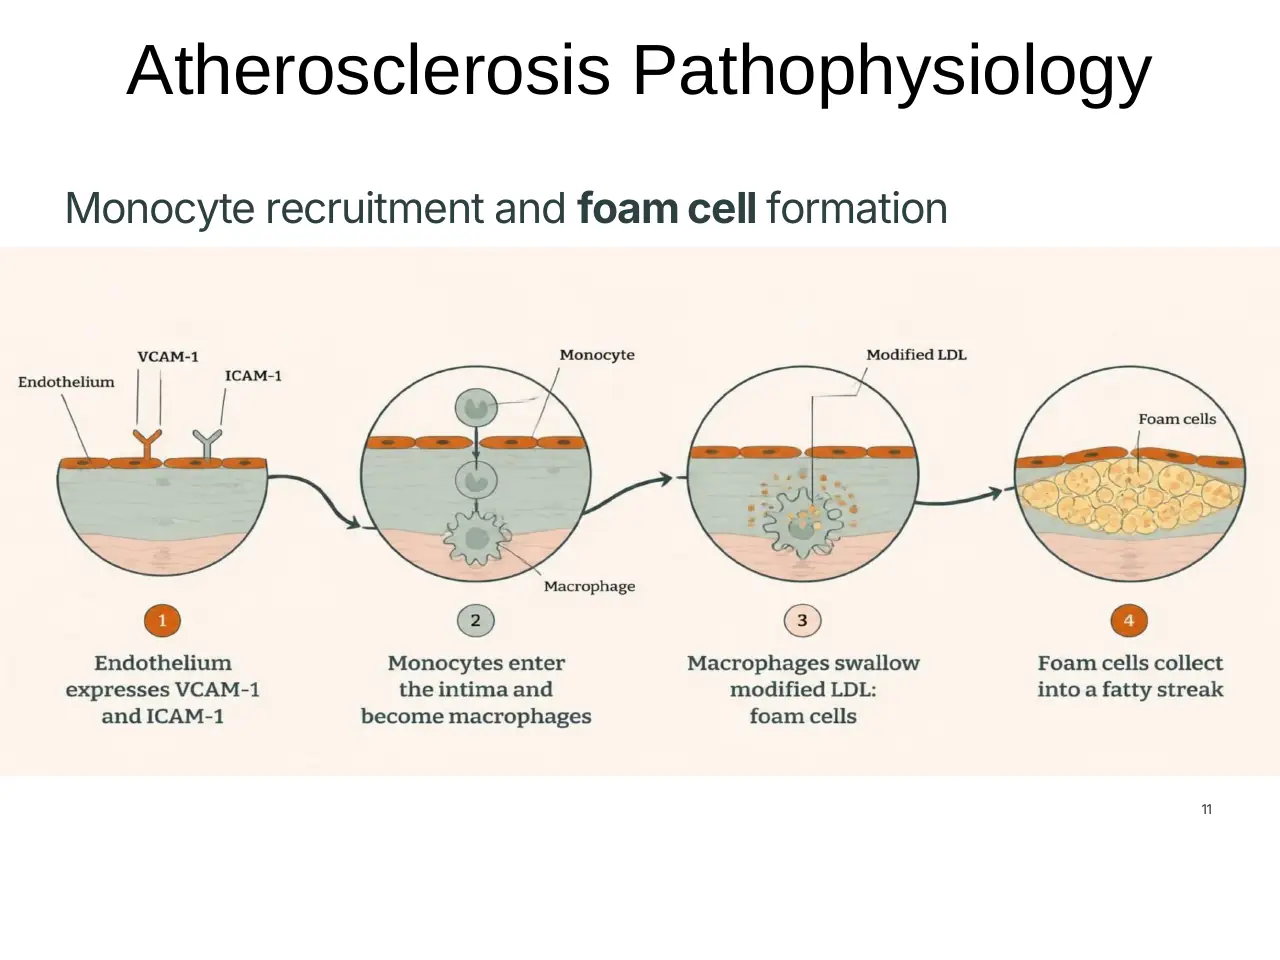 Atherosclerosis Pathophysiology
Monocyte recruitment and foam cell formation
VCAM-1
Endothelium
ICAM-1
Monocyte
Macrophage
Modified LDL
Foam cells
1
Endothelium
expresses VCAM-1
and ICAM-1
2
Monocytes enter
the intima and
become macrophages
3
Macrophages swallow
modified LDL:
foam cells
4
Foam cells collect
into a fatty streak
11